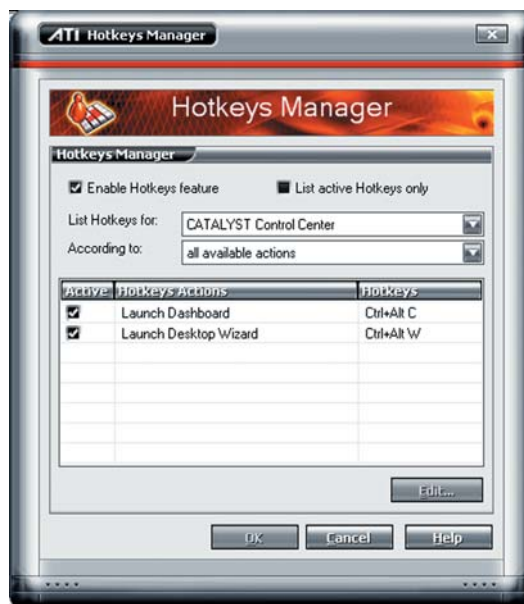 ATI Hotkeys Manager
Hotkeys Manager
Hotkeys Manager
Enable Hotkeys feature List active Hotkeys only
List Hotkeys for: CATALYST Control Center
According to: all available actions
Active Hotkeys Actions Hotkeys
Launch Dashboard Ctrl+Alt C
Launch Desktop Wizard Ctrl+Alt W
Edit...
OK Cancel Help